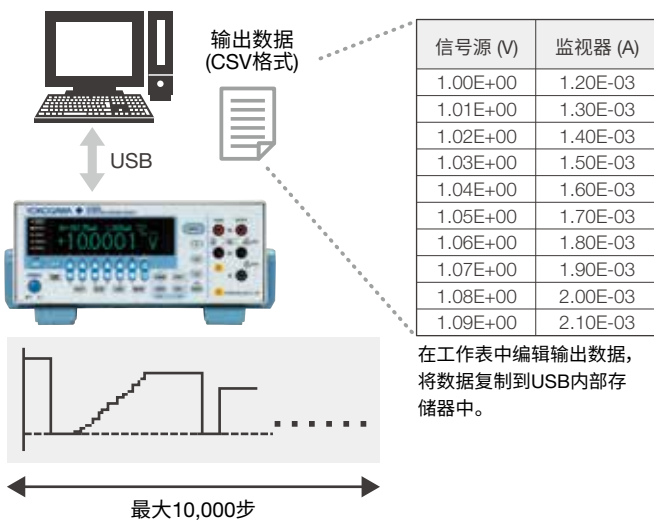 输出数据
(CSV格式)
USB
YOKOGAWA
+10.0001 V
信号源 (V) 监视器 (A)
1.00E+00 1.20E-03
1.01E+00 1.30E-03
1.02E+00 1.40E-03
1.03E+00 1.50E-03
1.04E+00 1.60E-03
1.05E+00 1.70E-03
1.06E+00 1.80E-03
1.07E+00 1.90E-03
1.08E+00 2.00E-03
1.09E+00 2.10E-03
在工作表中编辑输出数据，
将数据复制到USB内部存
储器中。
最大10,000步